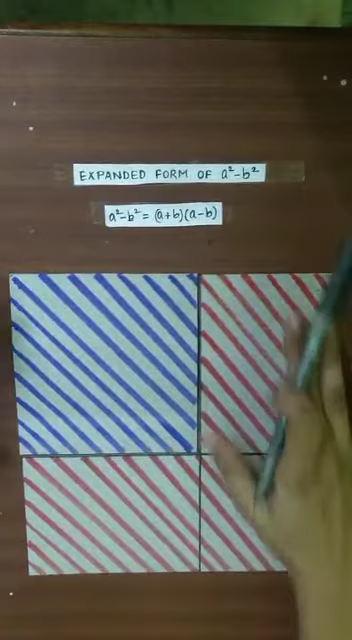 EXPANDED FORM OF a²-b²
a²-b² = (a+b)(a-b)